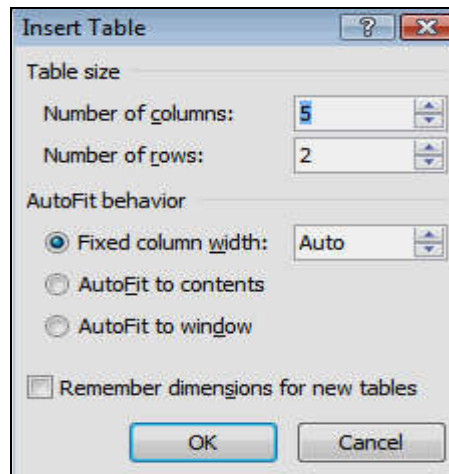 Insert Table ?
Table size
Number of columns: 5
Number of rows: 2
AutoFit behavior
Fixed column width: Auto
AutoFit to contents
AutoFit to window
Remember dimensions for new tables
OK Cancel